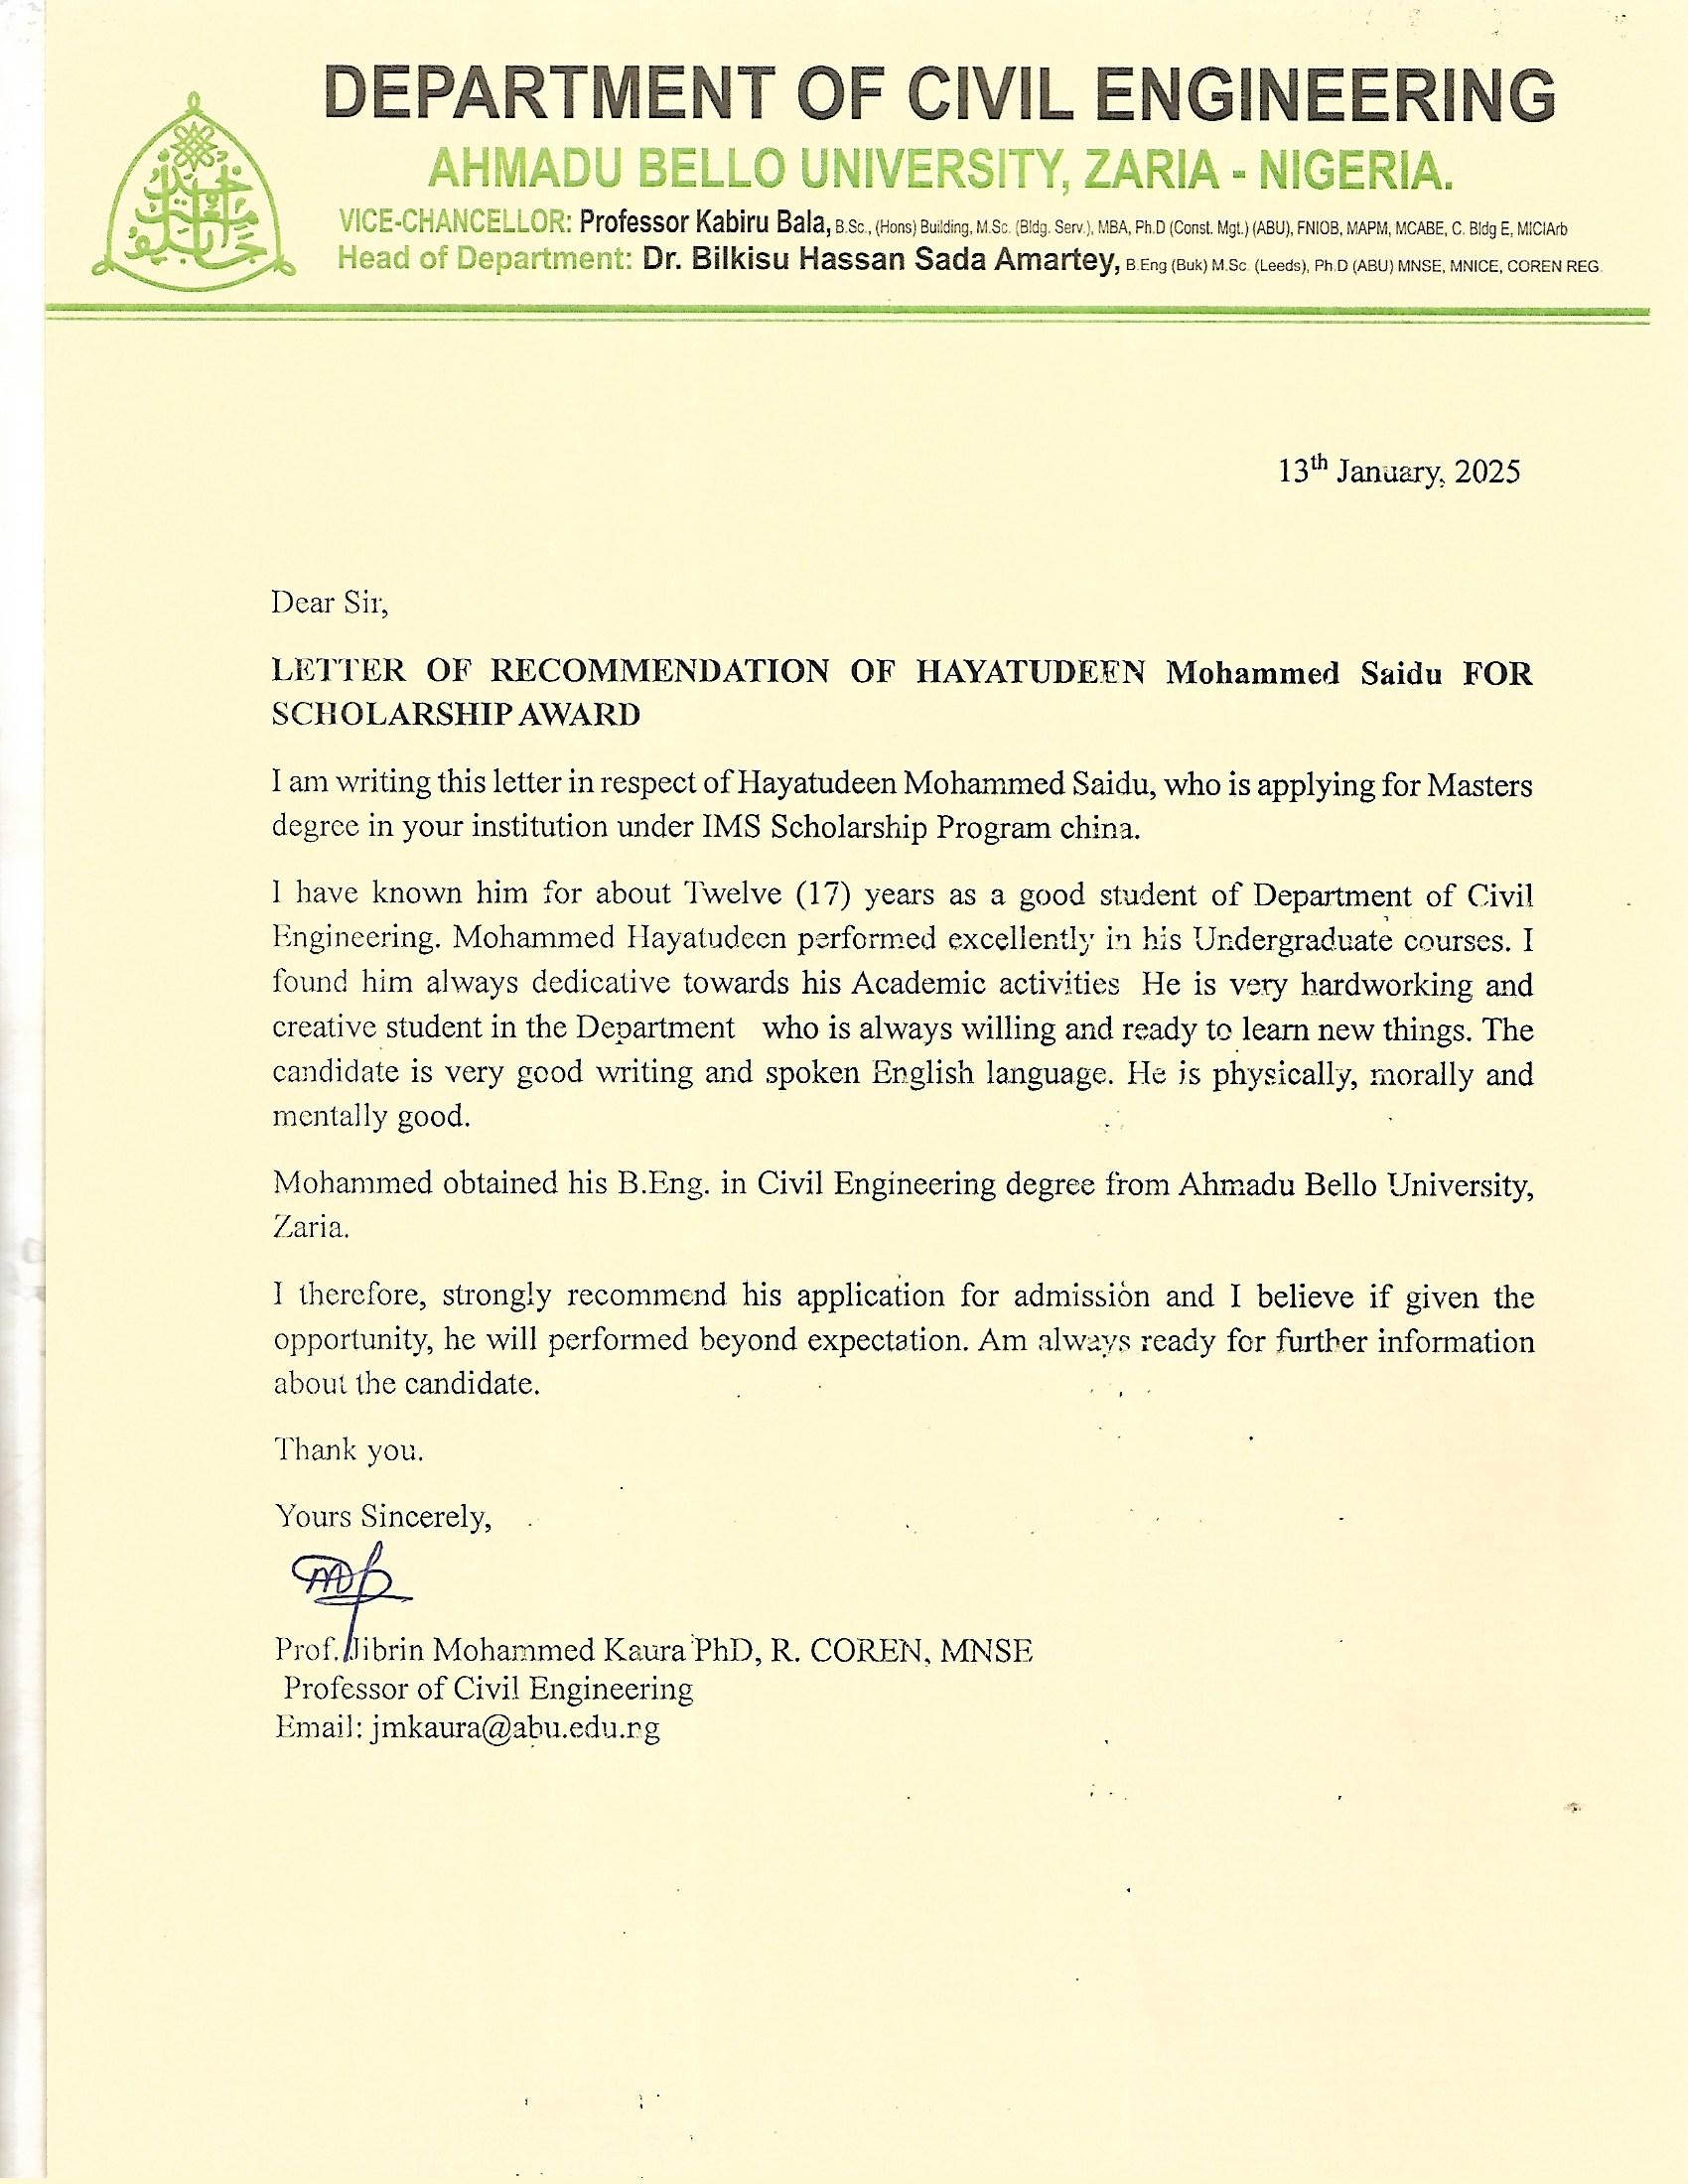 DEPARTMENT OF CIVIL ENGINEERING
AHMADU BELLO UNIVERSITY, ZARIA - NIGERIA.
VICE-CHANCELLOR: Professor Kabiru Bala, B.Sc., (Hons) Building, M.Sc. (Bldg. Serv.), MBA, Ph.D (Const. Mgt.) (ABU), FNIOB, MAPM, MCABE, C. Bldg E, MICIArb
Head of Department: Dr. Bilkisu Hassan Sada Amartey, B.Eng (Buk) M.Sc. (Leeds), Ph.D (ABU) MNSE, MNICE, COREN REG.
13th January, 2025
Dear Sir,
LETTER OF RECOMMENDATION OF HAYATUDEEN Mohammed Saidu FOR
SCHOLARSHIP AWARD
I am writing this letter in respect of Hayatudeen Mohammed Saidu, who is applying for Masters
degree in your institution under IMS Scholarship Program china.
I have known him for about Twelve (17) years as a good student of Department of Civil
Engineering. Mohammed Hayatudeen performed excellently in his Undergraduate courses. I
found him always dedicative towards his Academic activities He is very hardworking and
creative student in the Department who is always willing and ready to learn new things. The
candidate is very good writing and spoken English language. He is physically, morally and
mentally good.
Mohammed obtained his B.Eng. in Civil Engineering degree from Ahmadu Bello University,
Zaria.
I therefore, strongly recommend his application for admission and I believe if given the
opportunity, he will performed beyond expectation. Am always ready for further information
about the candidate.
Thank you.
Yours Sincerely,
Prof. Jibrin Mohammed Kaura PhD, R. COREN, MNSE
Professor of Civil Engineering
Email: jmkaura@abu.edu.ng